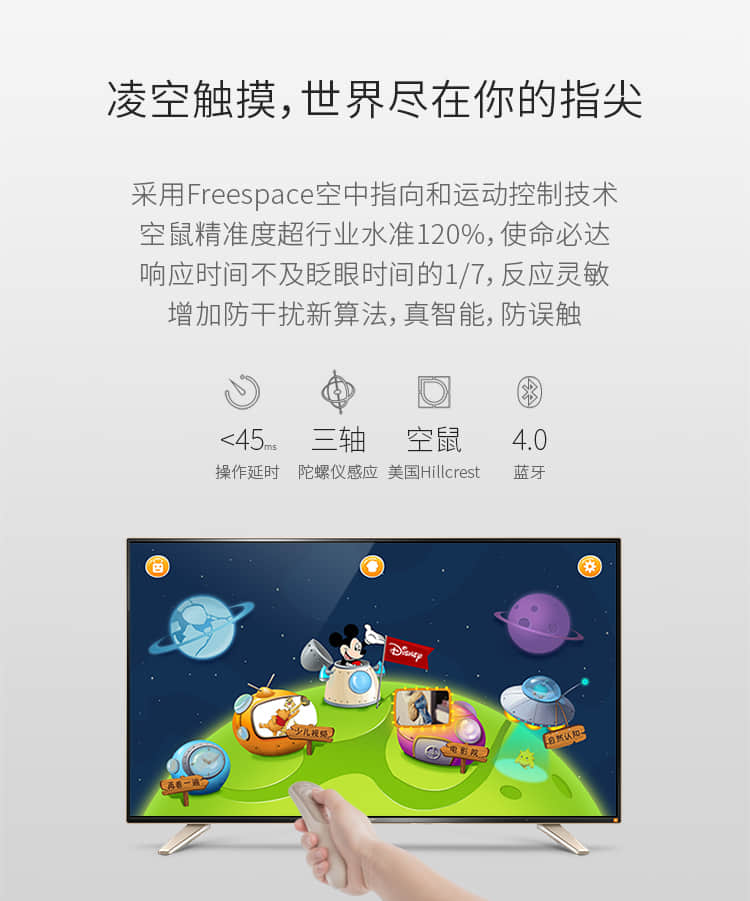 凌空触摸，世界尽在你的指尖
采用Freespace空中指向和运动控制技术
空鼠精准度超行业水准120%，使命必达
响应时间不及眨眼时间的1/7，反应灵敏
增加防干扰新算法，真智能，防误触
<45ms 三轴 空鼠 4.0
操作延时 陀螺仪感应 美国Hillcrest 蓝牙
Disney
少儿视频
电影院
自然认知
再看一遍